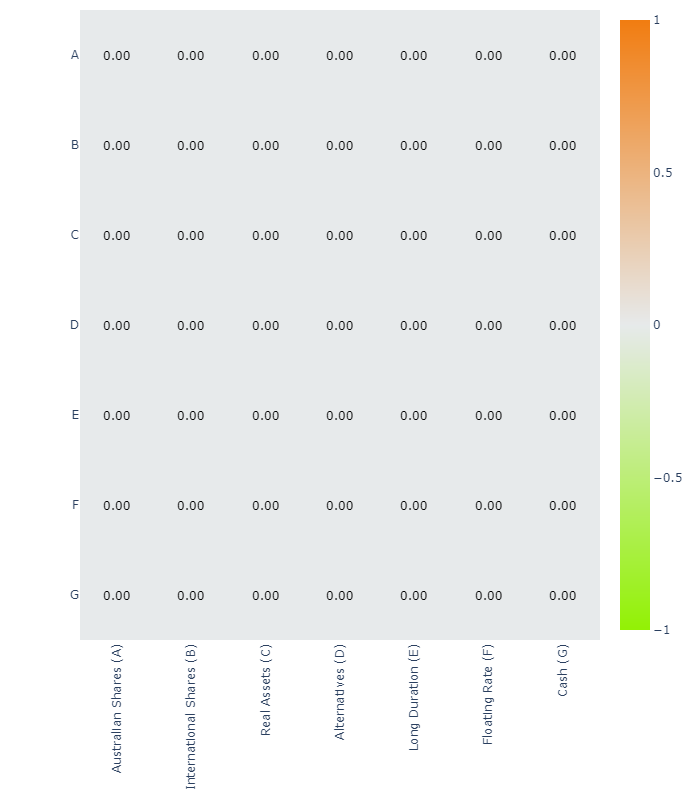 A 0.00 0.00 0.00 0.00 0.00 0.00 0.00
B 0.00 0.00 0.00 0.00 0.00 0.00 0.00
C 0.00 0.00 0.00 0.00 0.00 0.00 0.00
D 0.00 0.00 0.00 0.00 0.00 0.00 0.00
E 0.00 0.00 0.00 0.00 0.00 0.00 0.00
F 0.00 0.00 0.00 0.00 0.00 0.00 0.00
G 0.00 0.00 0.00 0.00 0.00 0.00 0.00
Australian Shares (A)
International Shares (B)
Real Assets (C)
Alternatives (D)
Long Duration (E)
Floating Rate (F)
Cash (G)
1
0.5
0
−0.5
−1